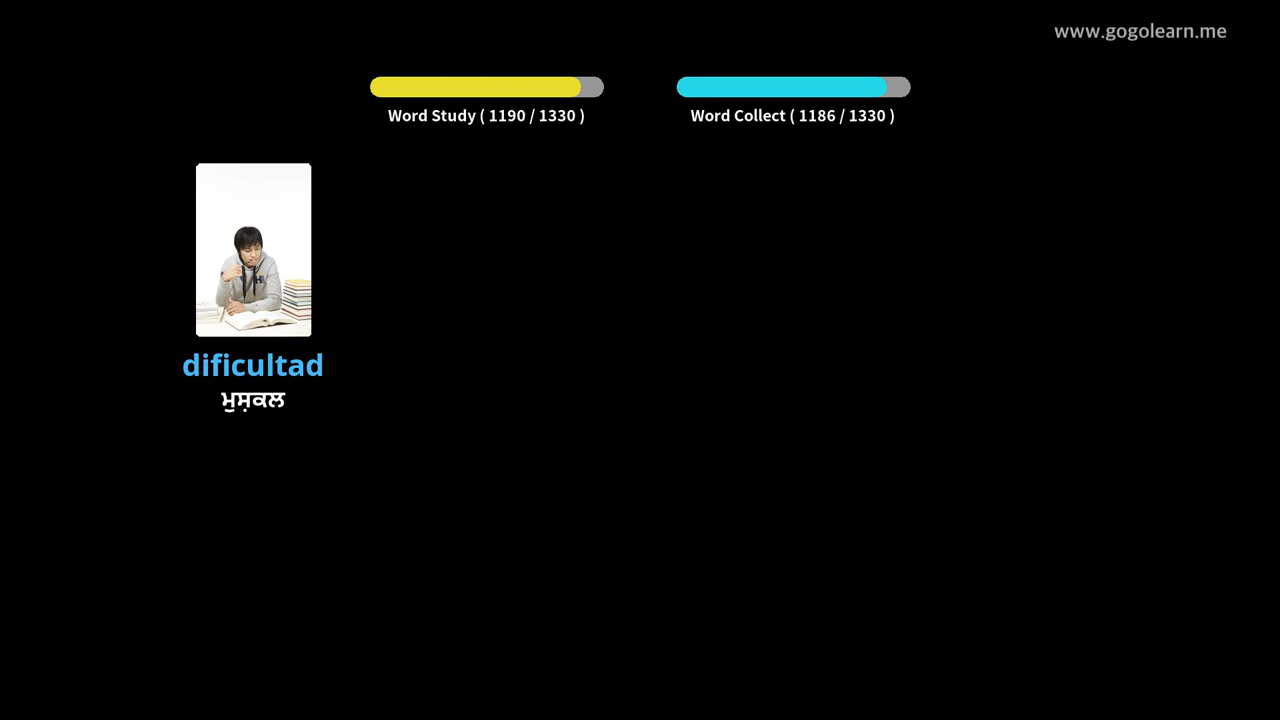 www.gogolearn.me
Word Study ( 1190 / 1330 )
Word Collect ( 1186 / 1330 )
dificultad
ਮੁਸ਼ਕਲ